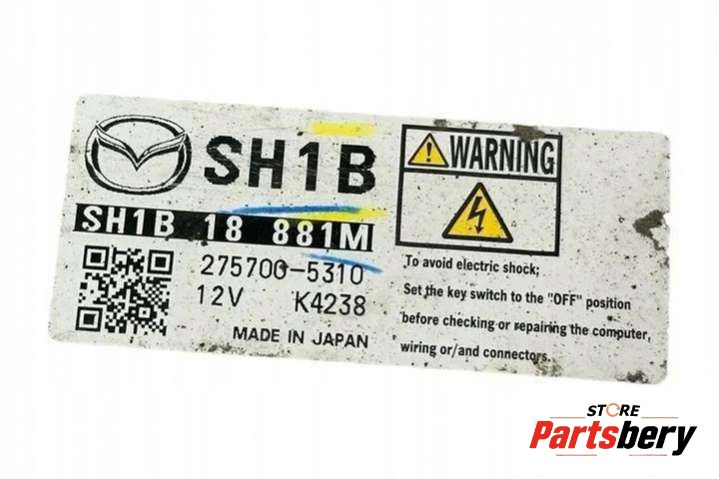 SH1B
SH1B 18 881M
275700-5310
12V K4238
MADE IN JAPAN
WARNING
To avoid electric shock;
Set the key switch to the "OFF" position
before checking or repairing the computer,
wiring or/and connectors.
STORE
Partsbery